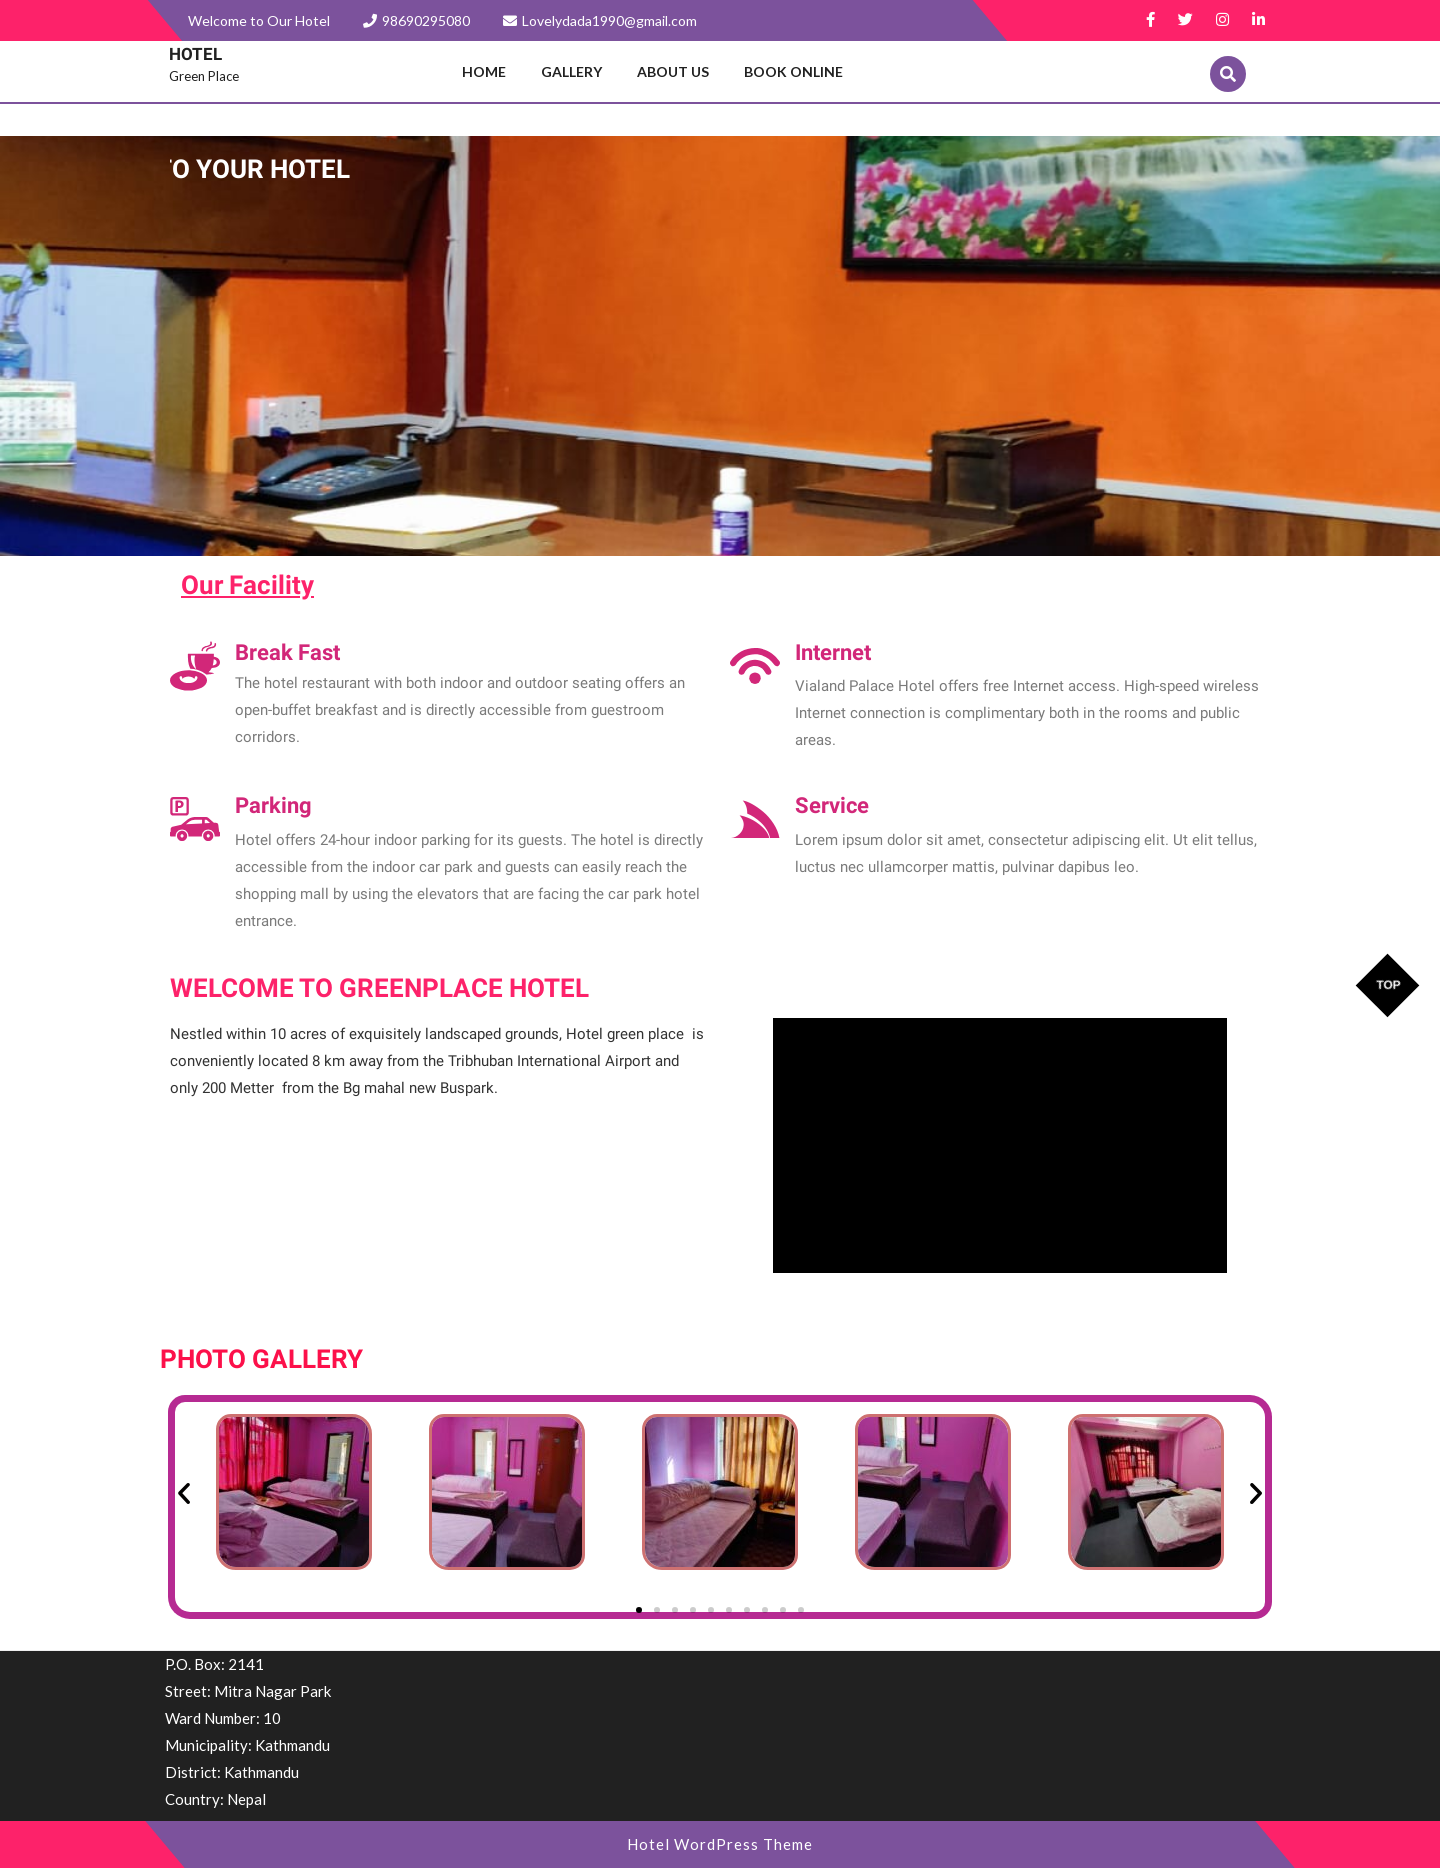 Welcome to Our Hotel 98690295080 Lovelydada1990@gmail.com
HOTEL
Green Place
HOME GALLERY ABOUT US BOOK ONLINE
TO YOUR HOTEL
Our Facility
Break Fast
The hotel restaurant with both indoor and outdoor seating offers an
open-buffet breakfast and is directly accessible from guestroom
corridors.
Internet
Vialand Palace Hotel offers free Internet access. High-speed wireless
Internet connection is complimentary both in the rooms and public
areas.
P
Parking
Hotel offers 24-hour indoor parking for its guests. The hotel is directly
accessible from the indoor car park and guests can easily reach the
shopping mall by using the elevators that are facing the car park hotel
entrance.
Service
Lorem ipsum dolor sit amet, consectetur adipiscing elit. Ut elit tellus,
luctus nec ullamcorper mattis, pulvinar dapibus leo.
TOP
WELCOME TO GREENPLACE HOTEL
Nestled within 10 acres of exquisitely landscaped grounds, Hotel green place  is
conveniently located 8 km away from the Tribhuban International Airport and
only 200 Metter  from the Bg mahal new Buspark.
PHOTO GALLERY
P.O. Box: 2141
Street: Mitra Nagar Park
Ward Number: 10
Municipality: Kathmandu
District: Kathmandu
Country: Nepal
Hotel WordPress Theme